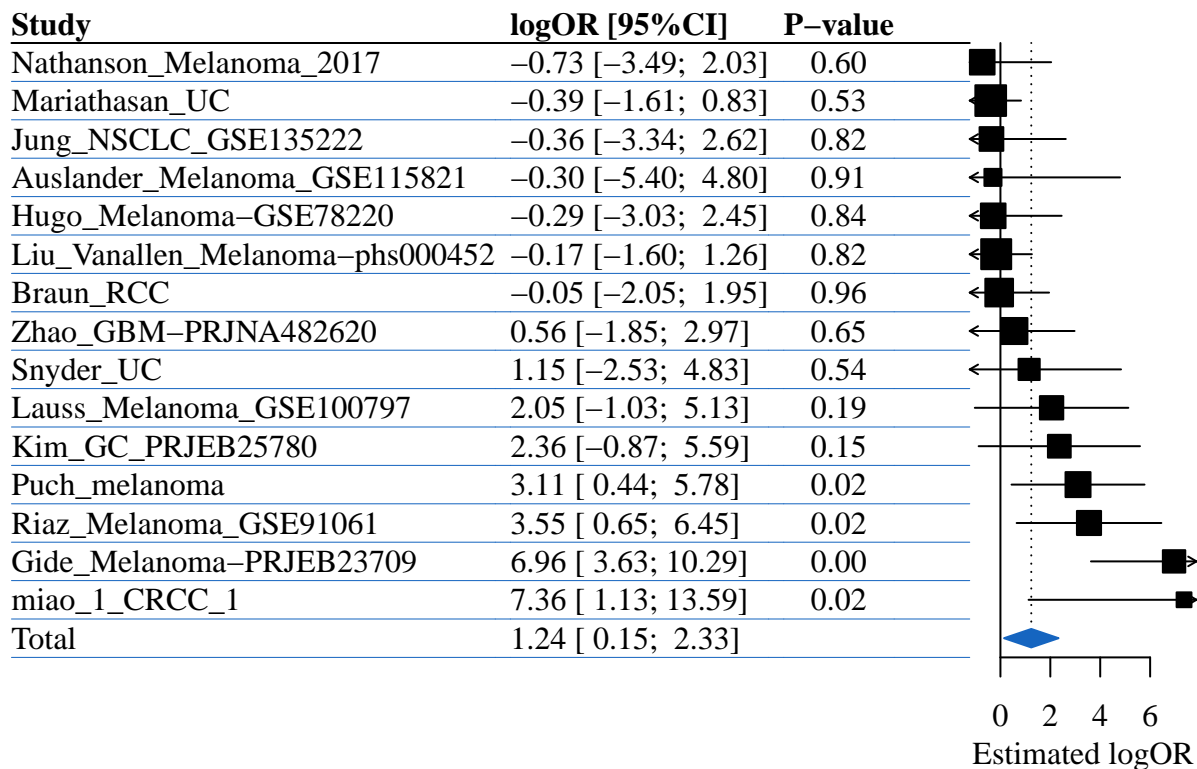 Study logOR [95%CI] P−value
Nathanson_Melanoma_2017 −0.73 [−3.49; 2.03] 0.60
Mariathasan_UC −0.39 [−1.61; 0.83] 0.53
Jung_NSCLC_GSE135222 −0.36 [−3.34; 2.62] 0.82
Auslander_Melanoma_GSE115821 −0.30 [−5.40; 4.80] 0.91
Hugo_Melanoma−GSE78220 −0.29 [−3.03; 2.45] 0.84
Liu_Vanallen_Melanoma−phs000452 −0.17 [−1.60; 1.26] 0.82
Braun_RCC −0.05 [−2.05; 1.95] 0.96
Zhao_GBM−PRJNA482620 0.56 [−1.85; 2.97] 0.65
Snyder_UC 1.15 [−2.53; 4.83] 0.54
Lauss_Melanoma_GSE100797 2.05 [−1.03; 5.13] 0.19
Kim_GC_PRJEB25780 2.36 [−0.87; 5.59] 0.15
Puch_melanoma 3.11 [ 0.44; 5.78] 0.02
Riaz_Melanoma_GSE91061 3.55 [ 0.65; 6.45] 0.02
Gide_Melanoma−PRJEB23709 6.96 [ 3.63; 10.29] 0.00
miao_1_CRCC_1 7.36 [ 1.13; 13.59] 0.02
Total 1.24 [ 0.15; 2.33]
0 2 4 6
Estimated logOR